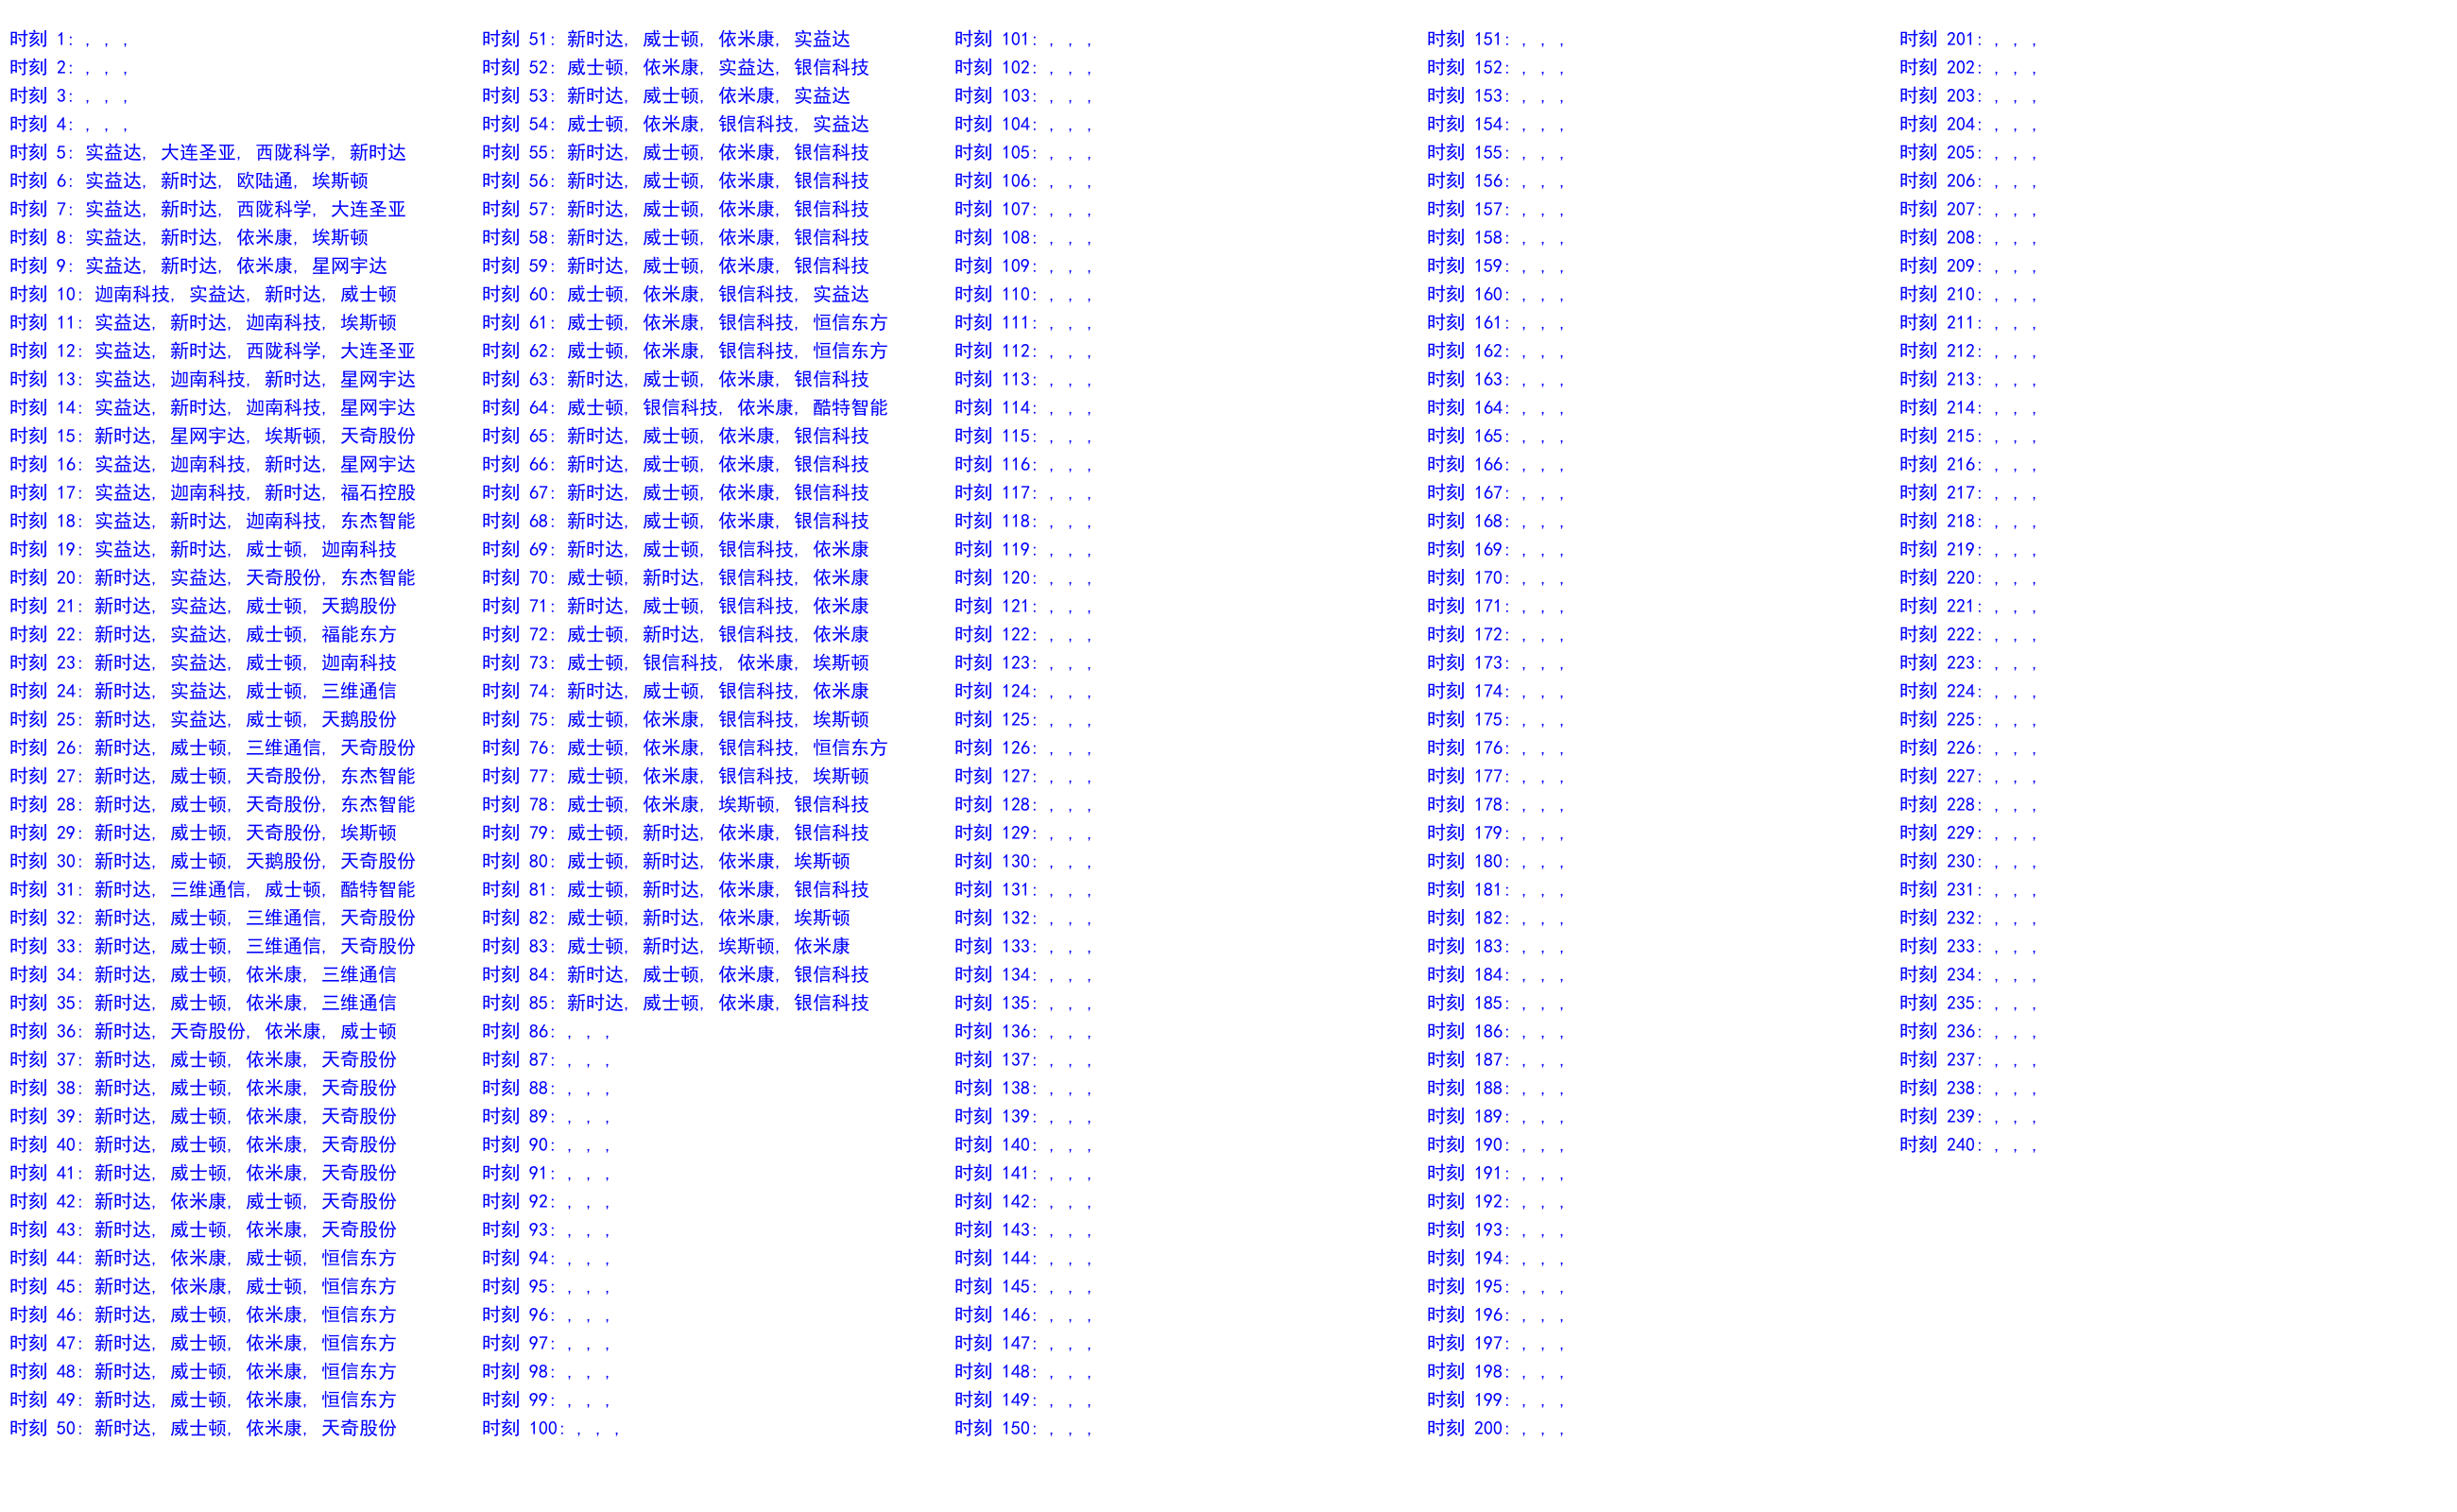 时刻 1: , , ,
时刻 2: , , ,
时刻 3: , , ,
时刻 4: , , ,
时刻 5: 实益达, 大连圣亚, 西陇科学, 新时达
时刻 6: 实益达, 新时达, 欧陆通, 埃斯顿
时刻 7: 实益达, 新时达, 西陇科学, 大连圣亚
时刻 8: 实益达, 新时达, 依米康, 埃斯顿
时刻 9: 实益达, 新时达, 依米康, 星网宇达
时刻 10: 迦南科技, 实益达, 新时达, 威士顿
时刻 11: 实益达, 新时达, 迦南科技, 埃斯顿
时刻 12: 实益达, 新时达, 西陇科学, 大连圣亚
时刻 13: 实益达, 迦南科技, 新时达, 星网宇达
时刻 14: 实益达, 新时达, 迦南科技, 星网宇达
时刻 15: 新时达, 星网宇达, 埃斯顿, 天奇股份
时刻 16: 实益达, 迦南科技, 新时达, 星网宇达
时刻 17: 实益达, 迦南科技, 新时达, 福石控股
时刻 18: 实益达, 新时达, 迦南科技, 东杰智能
时刻 19: 实益达, 新时达, 威士顿, 迦南科技
时刻 20: 新时达, 实益达, 天奇股份, 东杰智能
时刻 21: 新时达, 实益达, 威士顿, 天鹅股份
时刻 22: 新时达, 实益达, 威士顿, 福能东方
时刻 23: 新时达, 实益达, 威士顿, 迦南科技
时刻 24: 新时达, 实益达, 威士顿, 三维通信
时刻 25: 新时达, 实益达, 威士顿, 天鹅股份
时刻 26: 新时达, 威士顿, 三维通信, 天奇股份
时刻 27: 新时达, 威士顿, 天奇股份, 东杰智能
时刻 28: 新时达, 威士顿, 天奇股份, 东杰智能
时刻 29: 新时达, 威士顿, 天奇股份, 埃斯顿
时刻 30: 新时达, 威士顿, 天鹅股份, 天奇股份
时刻 31: 新时达, 三维通信, 威士顿, 酷特智能
时刻 32: 新时达, 威士顿, 三维通信, 天奇股份
时刻 33: 新时达, 威士顿, 三维通信, 天奇股份
时刻 34: 新时达, 威士顿, 依米康, 三维通信
时刻 35: 新时达, 威士顿, 依米康, 三维通信
时刻 36: 新时达, 天奇股份, 依米康, 威士顿
时刻 37: 新时达, 威士顿, 依米康, 天奇股份
时刻 38: 新时达, 威士顿, 依米康, 天奇股份
时刻 39: 新时达, 威士顿, 依米康, 天奇股份
时刻 40: 新时达, 威士顿, 依米康, 天奇股份
时刻 41: 新时达, 威士顿, 依米康, 天奇股份
时刻 42: 新时达, 依米康, 威士顿, 天奇股份
时刻 43: 新时达, 威士顿, 依米康, 天奇股份
时刻 44: 新时达, 依米康, 威士顿, 恒信东方
时刻 45: 新时达, 依米康, 威士顿, 恒信东方
时刻 46: 新时达, 威士顿, 依米康, 恒信东方
时刻 47: 新时达, 威士顿, 依米康, 恒信东方
时刻 48: 新时达, 威士顿, 依米康, 恒信东方
时刻 49: 新时达, 威士顿, 依米康, 恒信东方
时刻 50: 新时达, 威士顿, 依米康, 天奇股份
时刻 51: 新时达, 威士顿, 依米康, 实益达
时刻 52: 威士顿, 依米康, 实益达, 银信科技
时刻 53: 新时达, 威士顿, 依米康, 实益达
时刻 54: 威士顿, 依米康, 银信科技, 实益达
时刻 55: 新时达, 威士顿, 依米康, 银信科技
时刻 56: 新时达, 威士顿, 依米康, 银信科技
时刻 57: 新时达, 威士顿, 依米康, 银信科技
时刻 58: 新时达, 威士顿, 依米康, 银信科技
时刻 59: 新时达, 威士顿, 依米康, 银信科技
时刻 60: 威士顿, 依米康, 银信科技, 实益达
时刻 61: 威士顿, 依米康, 银信科技, 恒信东方
时刻 62: 威士顿, 依米康, 银信科技, 恒信东方
时刻 63: 新时达, 威士顿, 依米康, 银信科技
时刻 64: 威士顿, 银信科技, 依米康, 酷特智能
时刻 65: 新时达, 威士顿, 依米康, 银信科技
时刻 66: 新时达, 威士顿, 依米康, 银信科技
时刻 67: 新时达, 威士顿, 依米康, 银信科技
时刻 68: 新时达, 威士顿, 依米康, 银信科技
时刻 69: 新时达, 威士顿, 银信科技, 依米康
时刻 70: 威士顿, 新时达, 银信科技, 依米康
时刻 71: 新时达, 威士顿, 银信科技, 依米康
时刻 72: 威士顿, 新时达, 银信科技, 依米康
时刻 73: 威士顿, 银信科技, 依米康, 埃斯顿
时刻 74: 新时达, 威士顿, 银信科技, 依米康
时刻 75: 威士顿, 依米康, 银信科技, 埃斯顿
时刻 76: 威士顿, 依米康, 银信科技, 恒信东方
时刻 77: 威士顿, 依米康, 银信科技, 埃斯顿
时刻 78: 威士顿, 依米康, 埃斯顿, 银信科技
时刻 79: 威士顿, 新时达, 依米康, 银信科技
时刻 80: 威士顿, 新时达, 依米康, 埃斯顿
时刻 81: 威士顿, 新时达, 依米康, 银信科技
时刻 82: 威士顿, 新时达, 依米康, 埃斯顿
时刻 83: 威士顿, 新时达, 埃斯顿, 依米康
时刻 84: 新时达, 威士顿, 依米康, 银信科技
时刻 85: 新时达, 威士顿, 依米康, 银信科技
时刻 86: , , ,
时刻 87: , , ,
时刻 88: , , ,
时刻 89: , , ,
时刻 90: , , ,
时刻 91: , , ,
时刻 92: , , ,
时刻 93: , , ,
时刻 94: , , ,
时刻 95: , , ,
时刻 96: , , ,
时刻 97: , , ,
时刻 98: , , ,
时刻 99: , , ,
时刻 100: , , ,
时刻 101: , , ,
时刻 102: , , ,
时刻 103: , , ,
时刻 104: , , ,
时刻 105: , , ,
时刻 106: , , ,
时刻 107: , , ,
时刻 108: , , ,
时刻 109: , , ,
时刻 110: , , ,
时刻 111: , , ,
时刻 112: , , ,
时刻 113: , , ,
时刻 114: , , ,
时刻 115: , , ,
时刻 116: , , ,
时刻 117: , , ,
时刻 118: , , ,
时刻 119: , , ,
时刻 120: , , ,
时刻 121: , , ,
时刻 122: , , ,
时刻 123: , , ,
时刻 124: , , ,
时刻 125: , , ,
时刻 126: , , ,
时刻 127: , , ,
时刻 128: , , ,
时刻 129: , , ,
时刻 130: , , ,
时刻 131: , , ,
时刻 132: , , ,
时刻 133: , , ,
时刻 134: , , ,
时刻 135: , , ,
时刻 136: , , ,
时刻 137: , , ,
时刻 138: , , ,
时刻 139: , , ,
时刻 140: , , ,
时刻 141: , , ,
时刻 142: , , ,
时刻 143: , , ,
时刻 144: , , ,
时刻 145: , , ,
时刻 146: , , ,
时刻 147: , , ,
时刻 148: , , ,
时刻 149: , , ,
时刻 150: , , ,
时刻 151: , , ,
时刻 152: , , ,
时刻 153: , , ,
时刻 154: , , ,
时刻 155: , , ,
时刻 156: , , ,
时刻 157: , , ,
时刻 158: , , ,
时刻 159: , , ,
时刻 160: , , ,
时刻 161: , , ,
时刻 162: , , ,
时刻 163: , , ,
时刻 164: , , ,
时刻 165: , , ,
时刻 166: , , ,
时刻 167: , , ,
时刻 168: , , ,
时刻 169: , , ,
时刻 170: , , ,
时刻 171: , , ,
时刻 172: , , ,
时刻 173: , , ,
时刻 174: , , ,
时刻 175: , , ,
时刻 176: , , ,
时刻 177: , , ,
时刻 178: , , ,
时刻 179: , , ,
时刻 180: , , ,
时刻 181: , , ,
时刻 182: , , ,
时刻 183: , , ,
时刻 184: , , ,
时刻 185: , , ,
时刻 186: , , ,
时刻 187: , , ,
时刻 188: , , ,
时刻 189: , , ,
时刻 190: , , ,
时刻 191: , , ,
时刻 192: , , ,
时刻 193: , , ,
时刻 194: , , ,
时刻 195: , , ,
时刻 196: , , ,
时刻 197: , , ,
时刻 198: , , ,
时刻 199: , , ,
时刻 200: , , ,
时刻 201: , , ,
时刻 202: , , ,
时刻 203: , , ,
时刻 204: , , ,
时刻 205: , , ,
时刻 206: , , ,
时刻 207: , , ,
时刻 208: , , ,
时刻 209: , , ,
时刻 210: , , ,
时刻 211: , , ,
时刻 212: , , ,
时刻 213: , , ,
时刻 214: , , ,
时刻 215: , , ,
时刻 216: , , ,
时刻 217: , , ,
时刻 218: , , ,
时刻 219: , , ,
时刻 220: , , ,
时刻 221: , , ,
时刻 222: , , ,
时刻 223: , , ,
时刻 224: , , ,
时刻 225: , , ,
时刻 226: , , ,
时刻 227: , , ,
时刻 228: , , ,
时刻 229: , , ,
时刻 230: , , ,
时刻 231: , , ,
时刻 232: , , ,
时刻 233: , , ,
时刻 234: , , ,
时刻 235: , , ,
时刻 236: , , ,
时刻 237: , , ,
时刻 238: , , ,
时刻 239: , , ,
时刻 240: , , ,